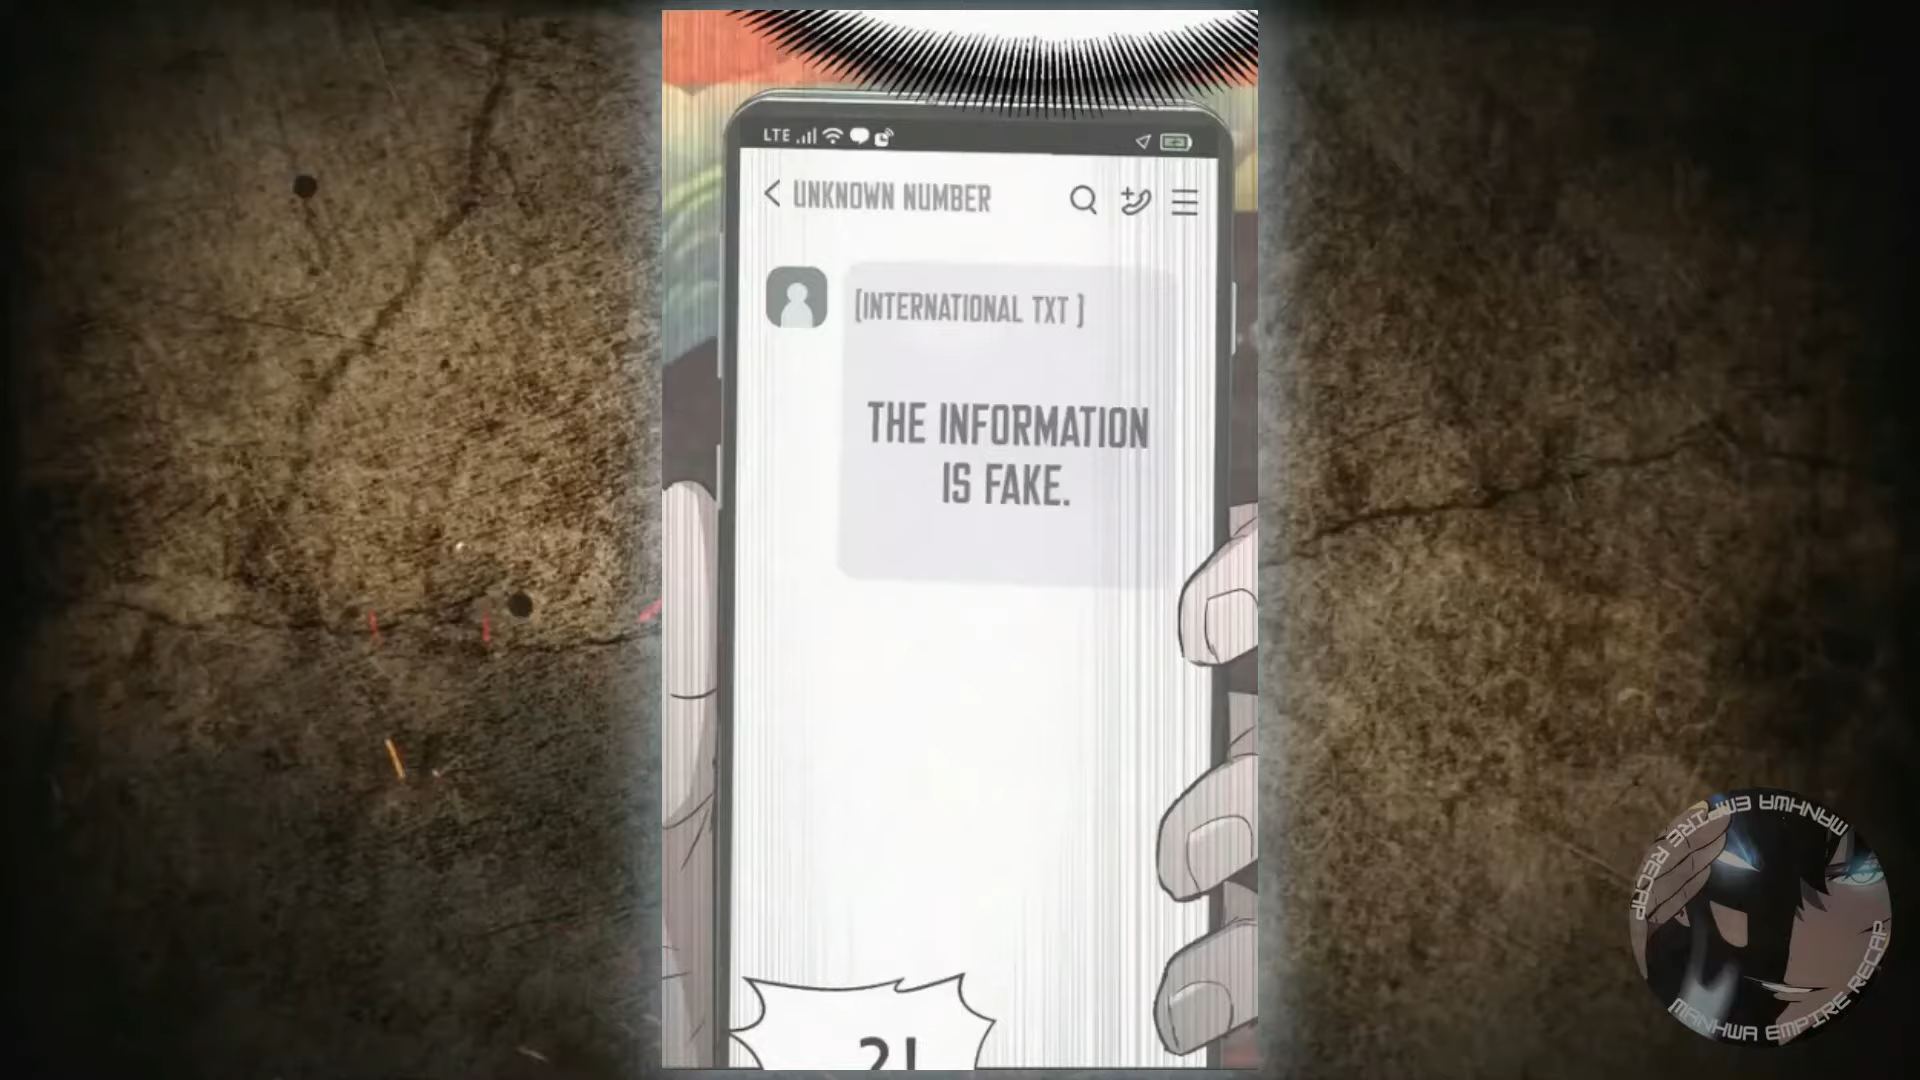 LTE
UNKNOWN NUMBER
[INTERNATIONAL TXT ]
THE INFORMATION
IS FAKE.
?!
MANHWA EMPIRE RECAP
MANHWA EMPIRE RECAP